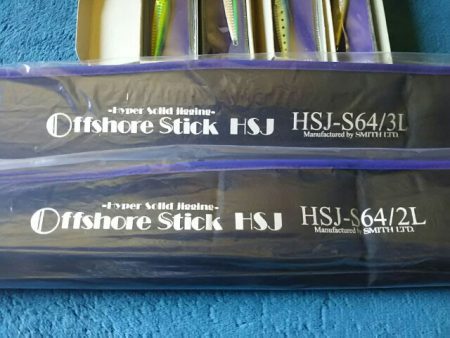 -Hyper Solid Jigging-
Offshore Stick HSJ HSJ-S64/3L
Manufactured by SMITH LTD.
-Hyper Solid Jigging-
Offshore Stick HSJ HSJ-S64/2L
Manufactured by SMITH LTD.